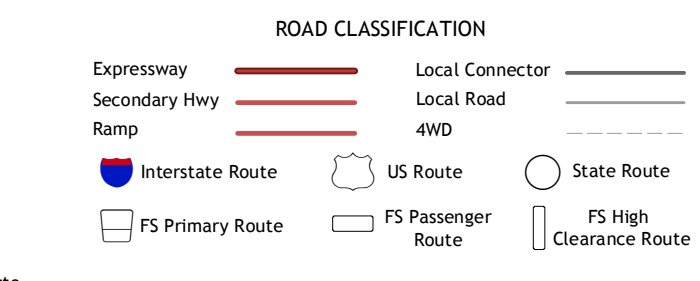 ROAD CLASSIFICATION
Expressway
Local Connector
Secondary Hwy
Local Road
Ramp
4WD
Interstate Route
US Route
State Route
FS Primary Route
FS Passenger
Route
FS High
Clearance Route